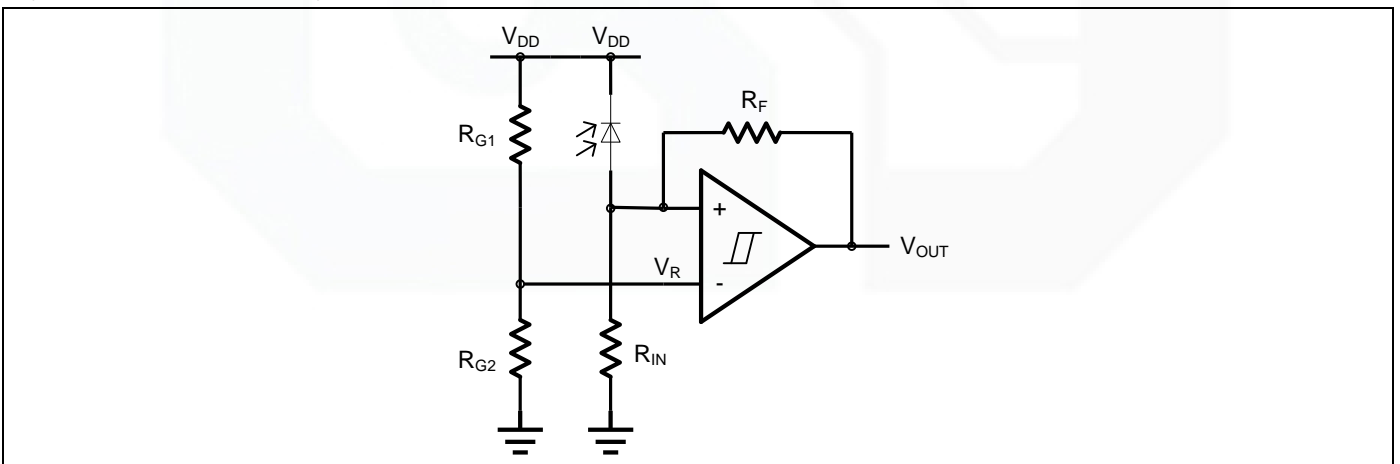 V_DD V_DD
R_F
R_G1
+
V_OUT
V_R
-
R_G2
R_IN